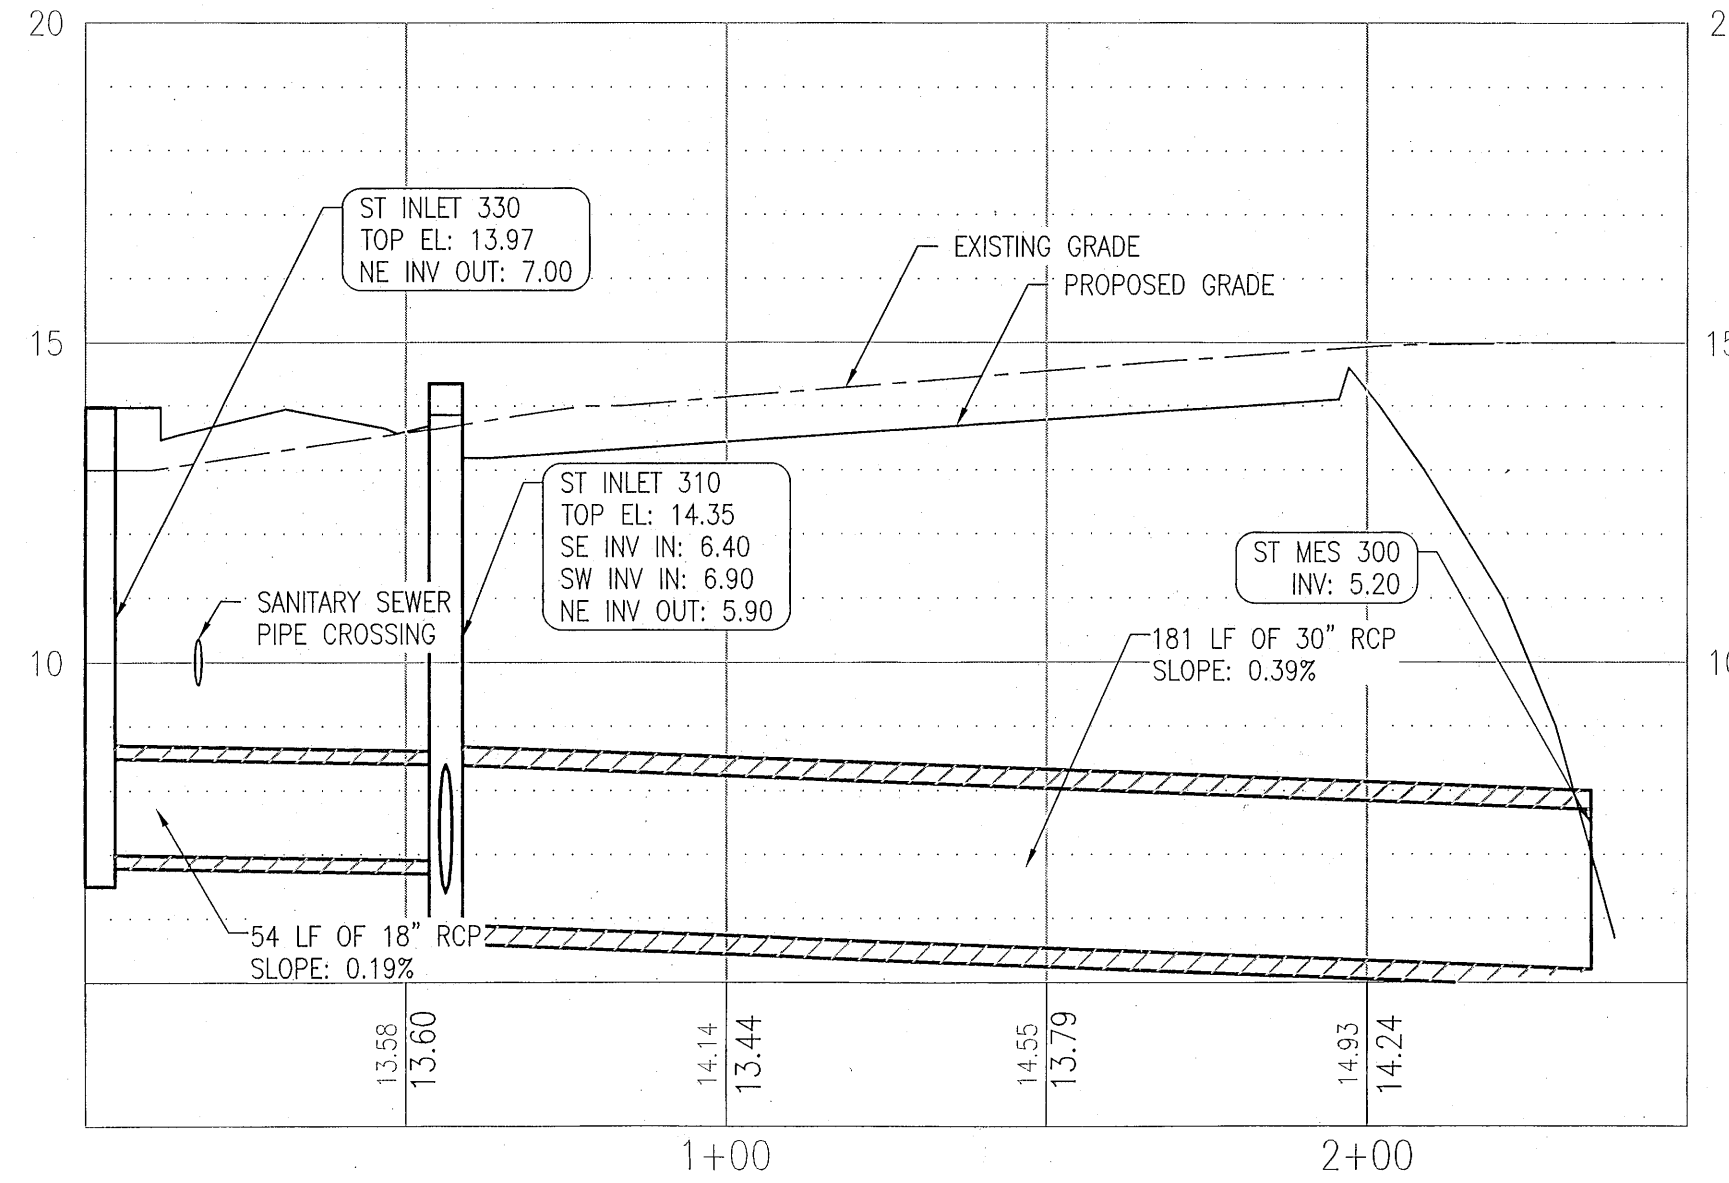 20
2
ST INLET 330
TOP EL: 13.97
NE INV OUT: 7.00
EXISTING GRADE
PROPOSED GRADE
15
15
ST INLET 310
TOP EL: 14.35
SE INV IN: 6.40
SW INV IN: 6.90
NE INV OUT: 5.90
ST MES 300
INV: 5.20
SANITARY SEWER
PIPE CROSSING
181 LF OF 30" RCP
SLOPE: 0.39%
10
10
54 LF OF 18" RCP
SLOPE: 0.19%
13.58
13.60
14.14
13.44
14.55
13.79
14.93
14.24
1+00
2+00